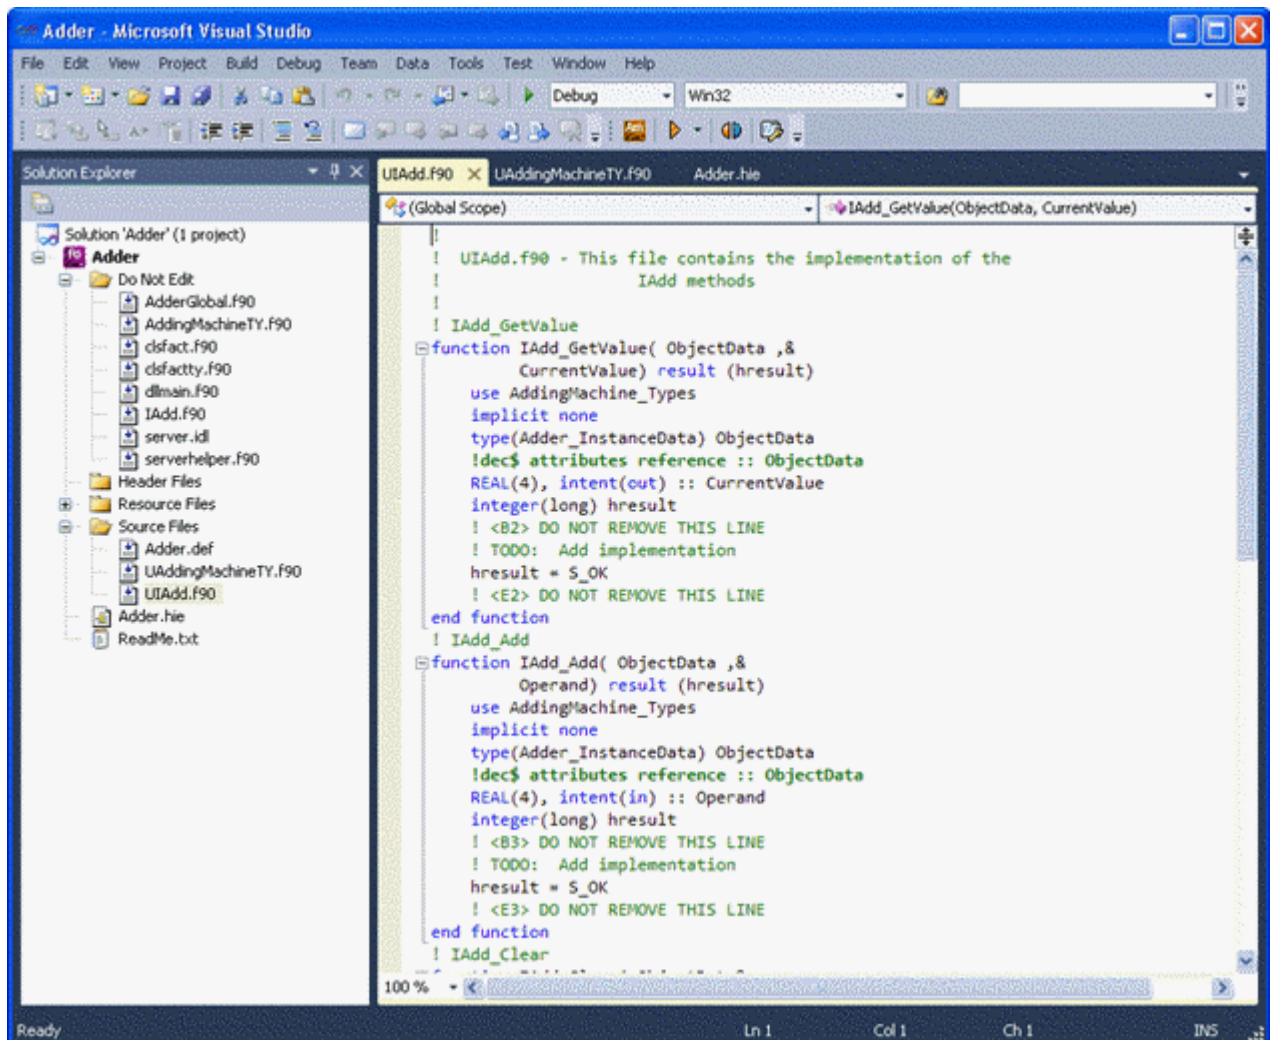 Adder - Microsoft Visual Studio
File Edit View Project Build Debug Team Data Tools Test Window Help
Debug Win32
Solution Explorer
UIAdd.f90 UAddingMachineTY.f90 Adder.hie
(Global Scope) IAdd_GetValue(ObjectData, CurrentValue)
Solution 'Adder' (1 project)
Adder
Do Not Edit
AdderGlobal.f90
AddingMachineTY.f90
clsfact.f90
clsfactty.f90
dllmain.f90
IAdd.f90
server.idl
serverhelper.f90
Header Files
Resource Files
Source Files
Adder.def
UAddingMachineTY.f90
UIAdd.f90
Adder.hie
ReadMe.txt
!
! UIAdd.f90 - This file contains the implementation of the
! IAdd methods
!
! IAdd_GetValue
function IAdd_GetValue( ObjectData ,&
CurrentValue) result (hresult)
use AddingMachine_Types
implicit none
type(Adder_InstanceData) ObjectData
!dec$ attributes reference :: ObjectData
REAL(4), intent(out) :: CurrentValue
integer(long) hresult
! <B2> DO NOT REMOVE THIS LINE
! TODO: Add implementation
hresult = S_OK
! <E2> DO NOT REMOVE THIS LINE
end function
! IAdd_Add
function IAdd_Add( ObjectData ,&
Operand) result (hresult)
use AddingMachine_Types
implicit none
type(Adder_InstanceData) ObjectData
!dec$ attributes reference :: ObjectData
REAL(4), intent(in) :: Operand
integer(long) hresult
! <B3> DO NOT REMOVE THIS LINE
! TODO: Add implementation
hresult = S_OK
! <E3> DO NOT REMOVE THIS LINE
end function
! IAdd_Clear
100 %
Ready Ln 1 Col 1 Ch 1 INS